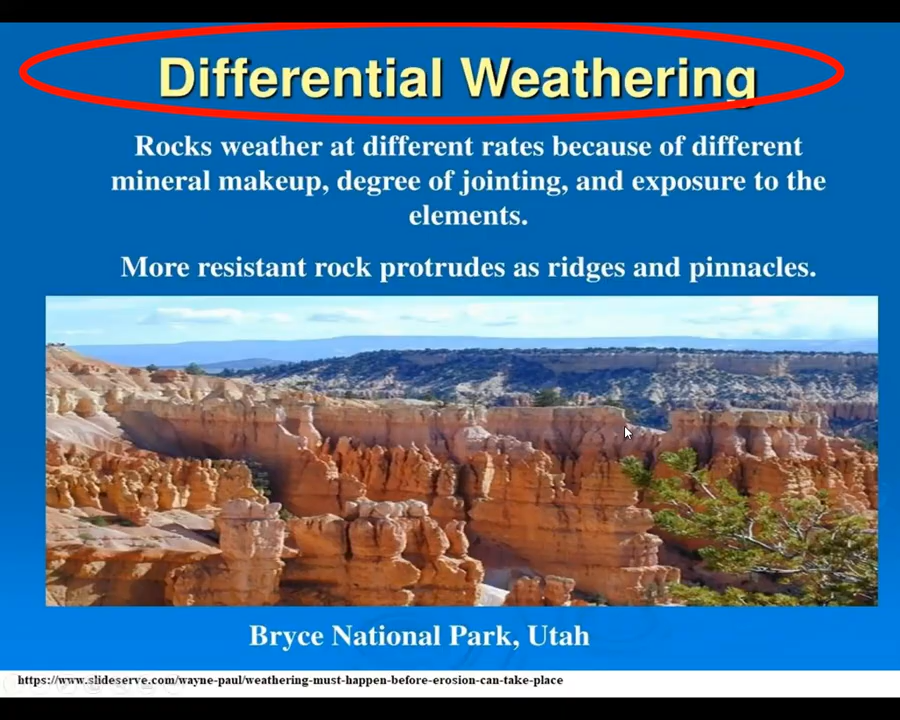 Differential Weathering
Rocks weather at different rates because of different
mineral makeup, degree of jointing, and exposure to the
elements.
More resistant rock protrudes as ridges and pinnacles.
Bryce National Park, Utah
https://www.slideserve.com/wayne-paul/weathering-must-happen-before-erosion-can-take-place